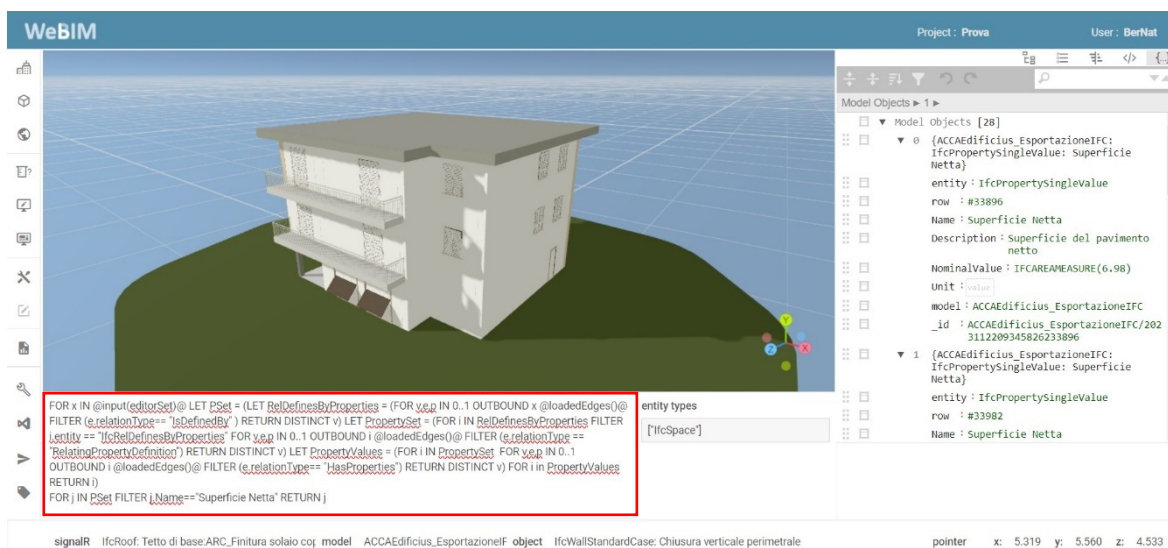 WeBIM
Project : Prova
User : BerNat
Model Objects ▸ 1 ▸
▼ Model Objects [28]
▼ 0 {ACCAEdificius_EsportazioneIFC:
IfcPropertySingleValue: Superficie
Netta}
entity : IfcPropertySingleValue
row : #33896
Name : Superficie Netta
Description : Superficie del pavimento
netto
NominalValue : IFCAREAMEASURE(6.98)
Unit : value
model : ACCAEdificius_EsportazioneIFC
_id : ACCAEdificius_EsportazioneIFC/202
3112209345826233896
▼ 1 {ACCAEdificius_EsportazioneIFC:
IfcPropertySingleValue: Superficie
Netta}
entity : IfcPropertySingleValue
row : #33982
Name : Superficie Netta
Y
Z
X
FOR x IN @input(editorSet)@ LET PSet = (LET RelDefinesByProperties = (FOR v,e,p IN 0..1 OUTBOUND x @loadedEdges()@
FILTER (e.relationType== "IsDefinedBy" ) RETURN DISTINCT v) LET PropertySet = (FOR i IN RelDefinesByProperties FILTER
i.entity == "IfcRelDefinesByProperties" FOR v,e,p IN 0..1 OUTBOUND i @loadedEdges()@ FILTER (e.relationType ==
"RelatingPropertyDefinition") RETURN DISTINCT v) LET PropertyValues = (FOR i IN PropertySet FOR v,e,p IN 0..1
OUTBOUND i @loadedEdges()@ FILTER (e.relationType== "HasProperties") RETURN DISTINCT v) FOR i in PropertyValues
RETURN i)
FOR j IN PSet FILTER j.Name=="Superficie Netta" RETURN j
entity types
["IfcSpace"]
signalR IfcRoof: Tetto di base:ARC_Finitura solaio cop model ACCAEdificius_EsportazioneIF object IfcWallStandardCase: Chiusura verticale perimetrale
pointer x: 5.319 y: 5.560 z: 4.533